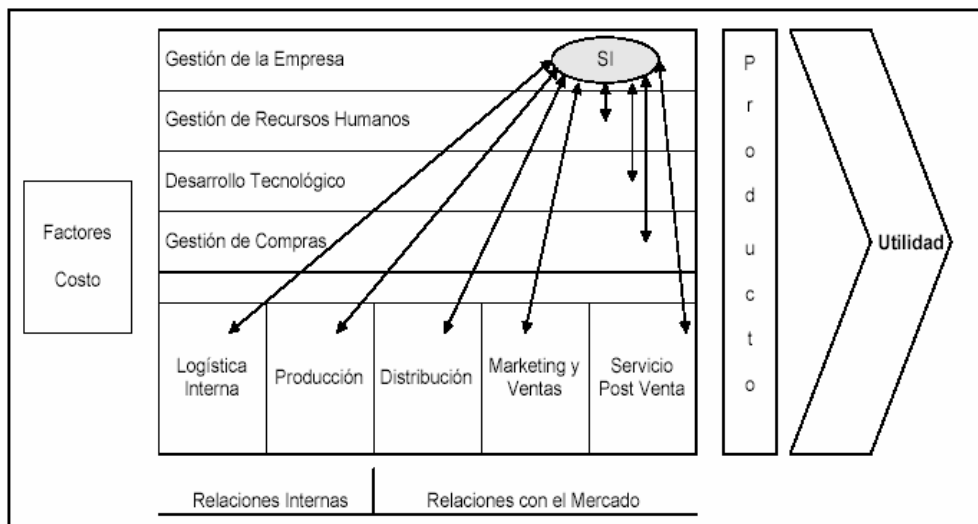 Gestión de la Empresa
SI
Gestión de Recursos Humanos
Desarrollo Tecnológico
Gestión de Compras
Factores
Costo
Logística
Interna
Producción
Distribución
Marketing y
Ventas
Servicio
Post Venta
Relaciones Internas
Relaciones con el Mercado
P
r
o
d
u
c
t
o
Utilidad